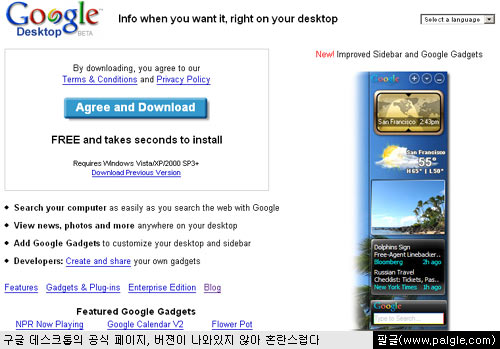 Google™
Desktop BETA
Info when you want it, right on your desktop
Select a language
By downloading, you agree to our
Terms & Conditions and Privacy Policy
Agree and Download
FREE and takes seconds to install
Requires Windows Vista/XP/2000 SP3+
Download Previous Version
Search your computer as easily as you search the web with Google
View news, photos and more anywhere on your desktop
Add Google Gadgets to customize your desktop and sidebar
Developers: Create and share your own gadgets
Features Gadgets & Plug-ins Enterprise Edition Blog
Featured Google Gadgets
NPR Now Playing Google Calendar V2 Flower Pot
New! Improved Sidebar and Google Gadgets
Google
San Francisco 2:43pm
San Francisco
55°
H 65° | L 50°
Dolphins Sign
Free-Agent Linebacker...
Bloomberg 2h ago
Russian Travel
Checklist: Tickets, Pas...
New York Times 1h ago
Google
Type to Search...
구글 데스크톱의 공식 페이지, 버젼이 나와있지 않아 혼란스럽다
팔글(www.palgle.com)